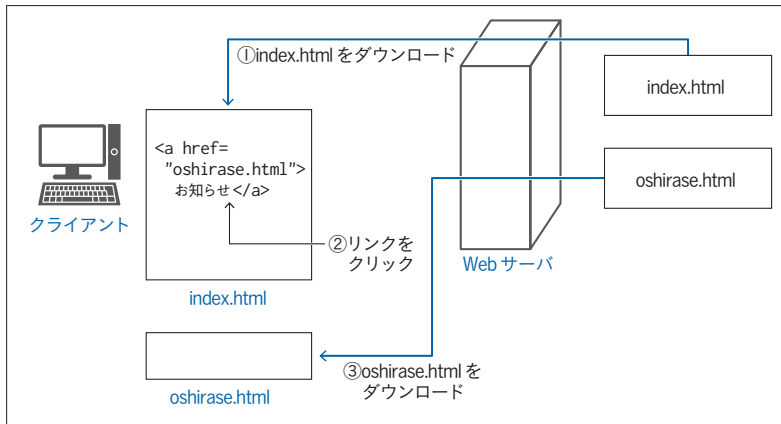 ①index.html をダウンロード
index.html
<a href=
"oshirase.html">
お知らせ</a>
oshirase.html
クライアント
②リンクを
クリック
Web サーバ
index.html
③oshirase.html を
ダウンロード
oshirase.html